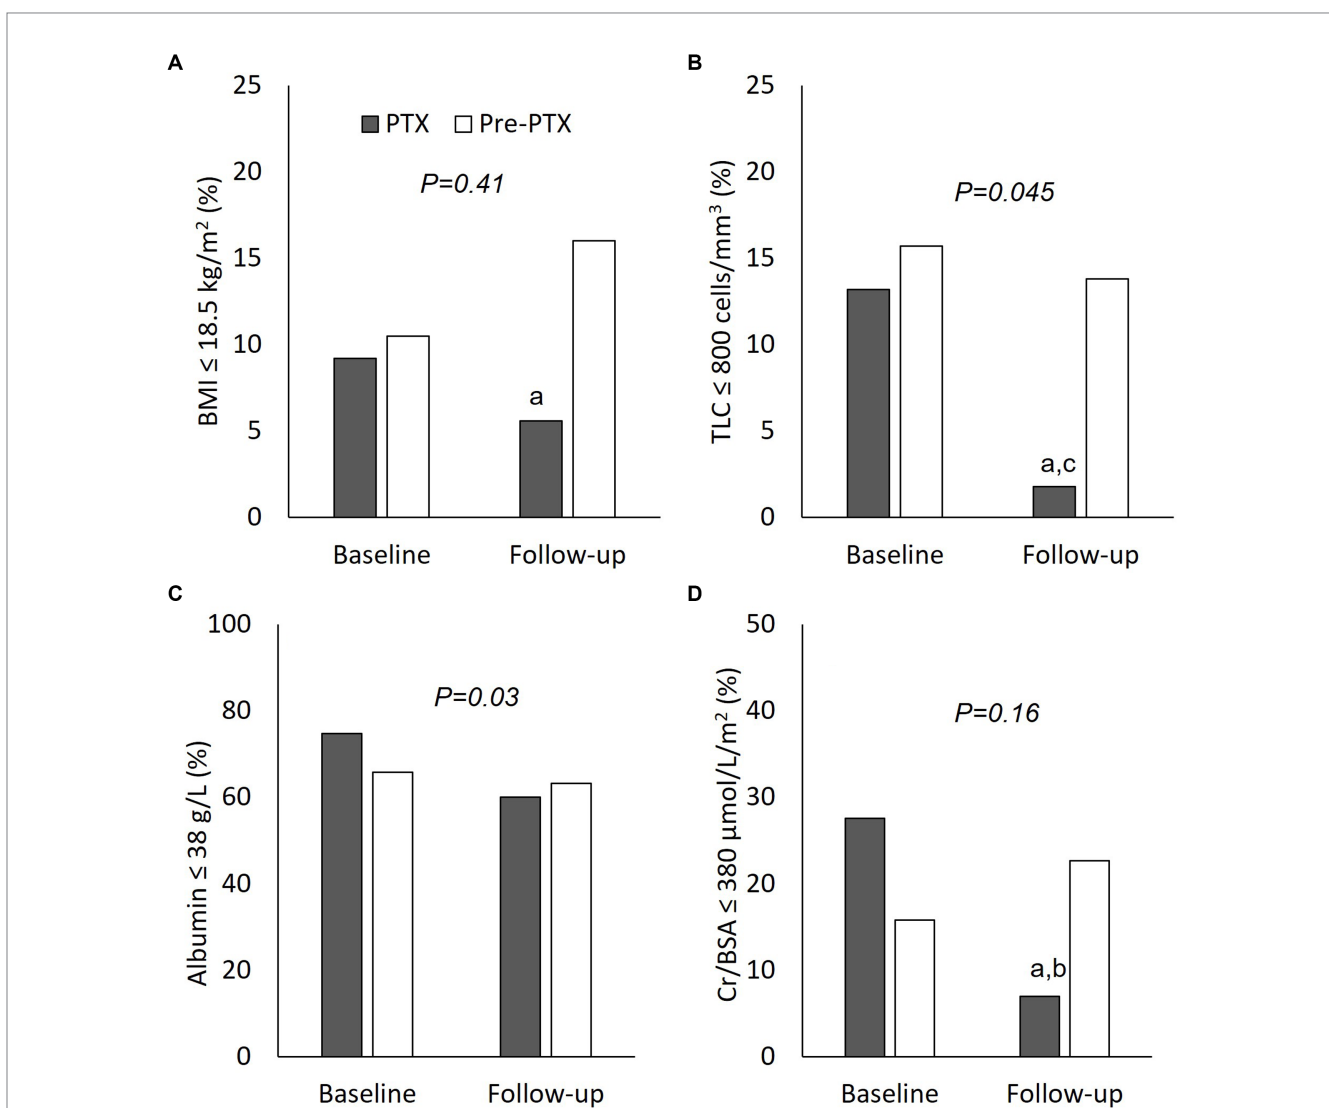 A
25
20
15
10
5
0
BMI ≤ 18.5 kg/m² (%)
PTX Pre-PTX
P=0.41
a
Baseline Follow-up
B
25
20
15
10
5
0
TLC ≤ 800 cells/mm³ (%)
P=0.045
a,c
Baseline Follow-up
C
100
80
60
40
20
0
Albumin ≤ 38 g/L (%)
P=0.03
Baseline Follow-up
D
50
40
30
20
10
0
Cr/BSA ≤ 380 µmol/L/m² (%)
P=0.16
a,b
Baseline Follow-up